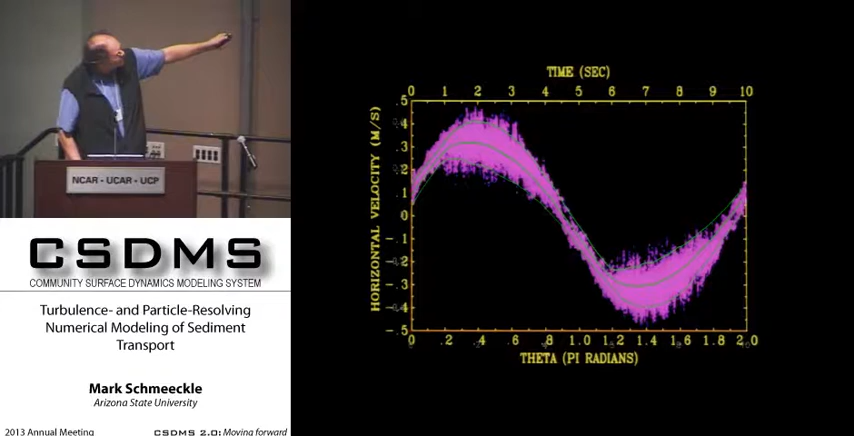 NCAR - UCAR - UCP
CSDMS
COMMUNITY SURFACE DYNAMICS MODELING SYSTEM
Turbulence- and Particle-Resolving
Numerical Modeling of Sediment
Transport
Mark Schmeeckle
Arizona State University
2013 Annual Meeting
CSDMS 2.0: Moving forward
TIME (SEC)
0 1 2 3 4 5 6 7 8 9 10
HORIZONTAL VELOCITY (M/S)
.5
.4
.3
.2
.1
0
-.1
-.2
-.3
-.4
-.5
0 .2 .4 .6 .8 1.0 1.2 1.4 1.6 1.8 2.0
THETA (PI RADIANS)